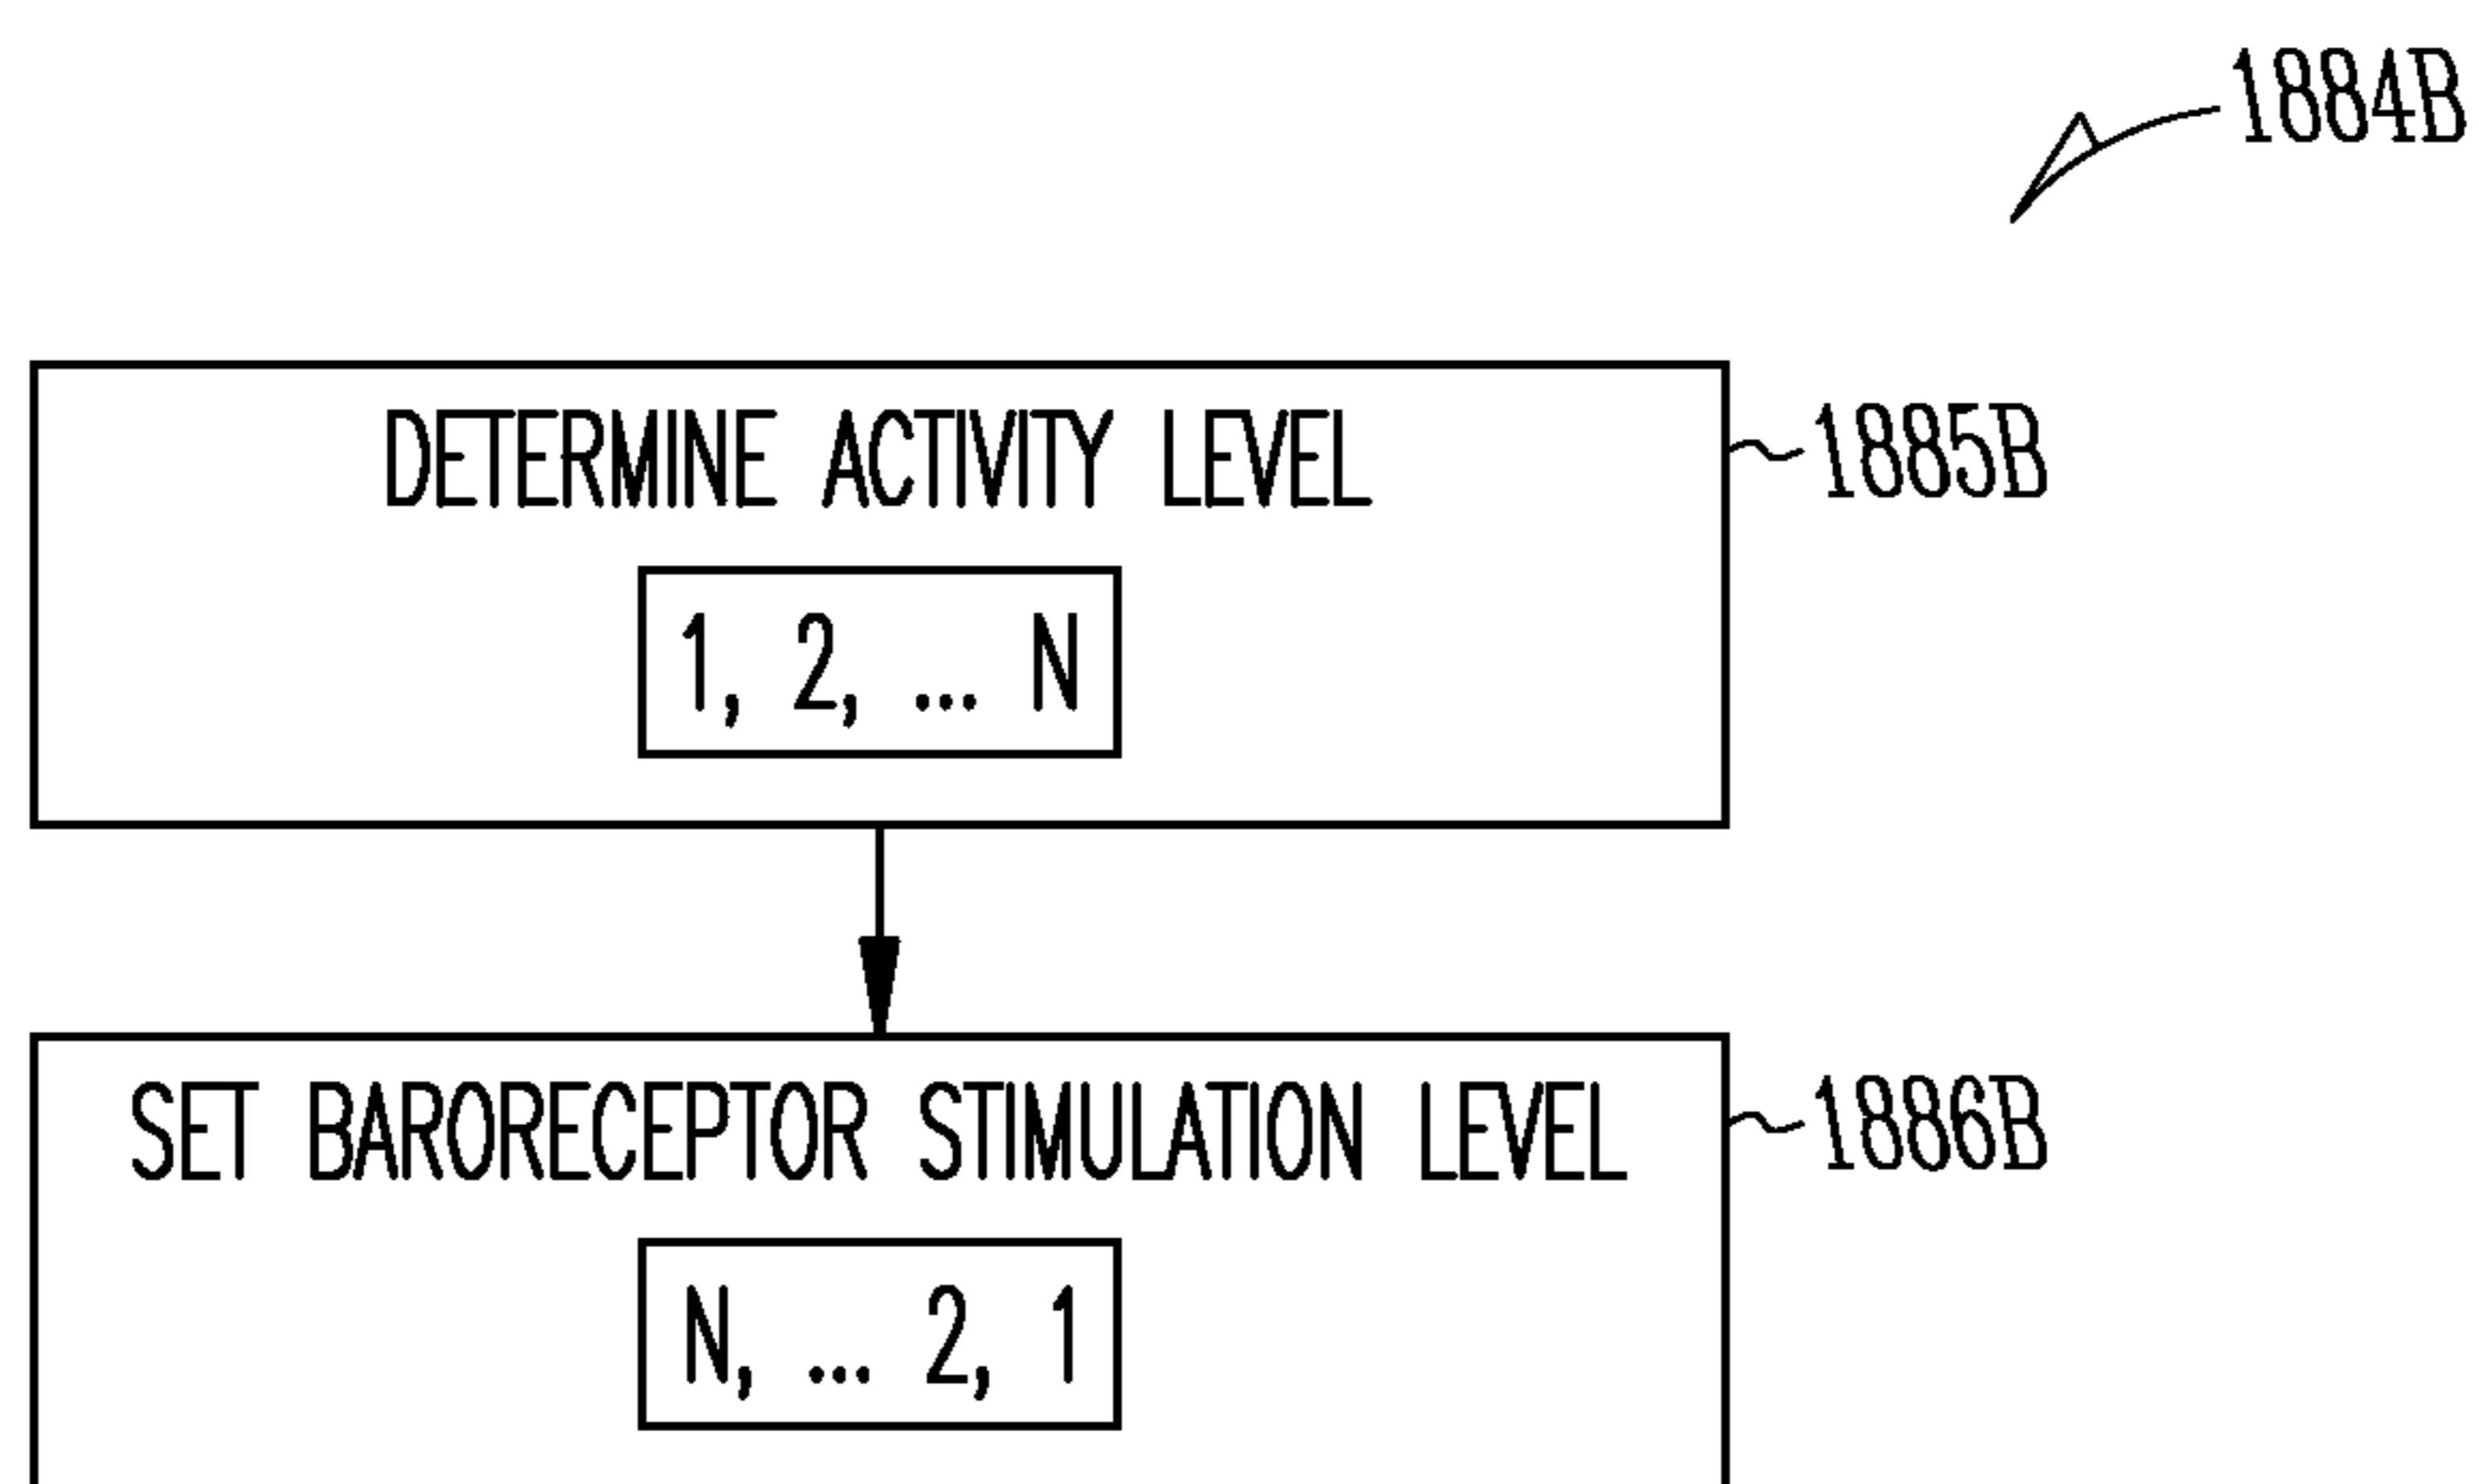 1884B
DETERMINE ACTIVITY LEVEL
1885B
1, 2, ... N
SET BARORECEPTOR STIMULATION LEVEL
1886B
N, ... 2, 1